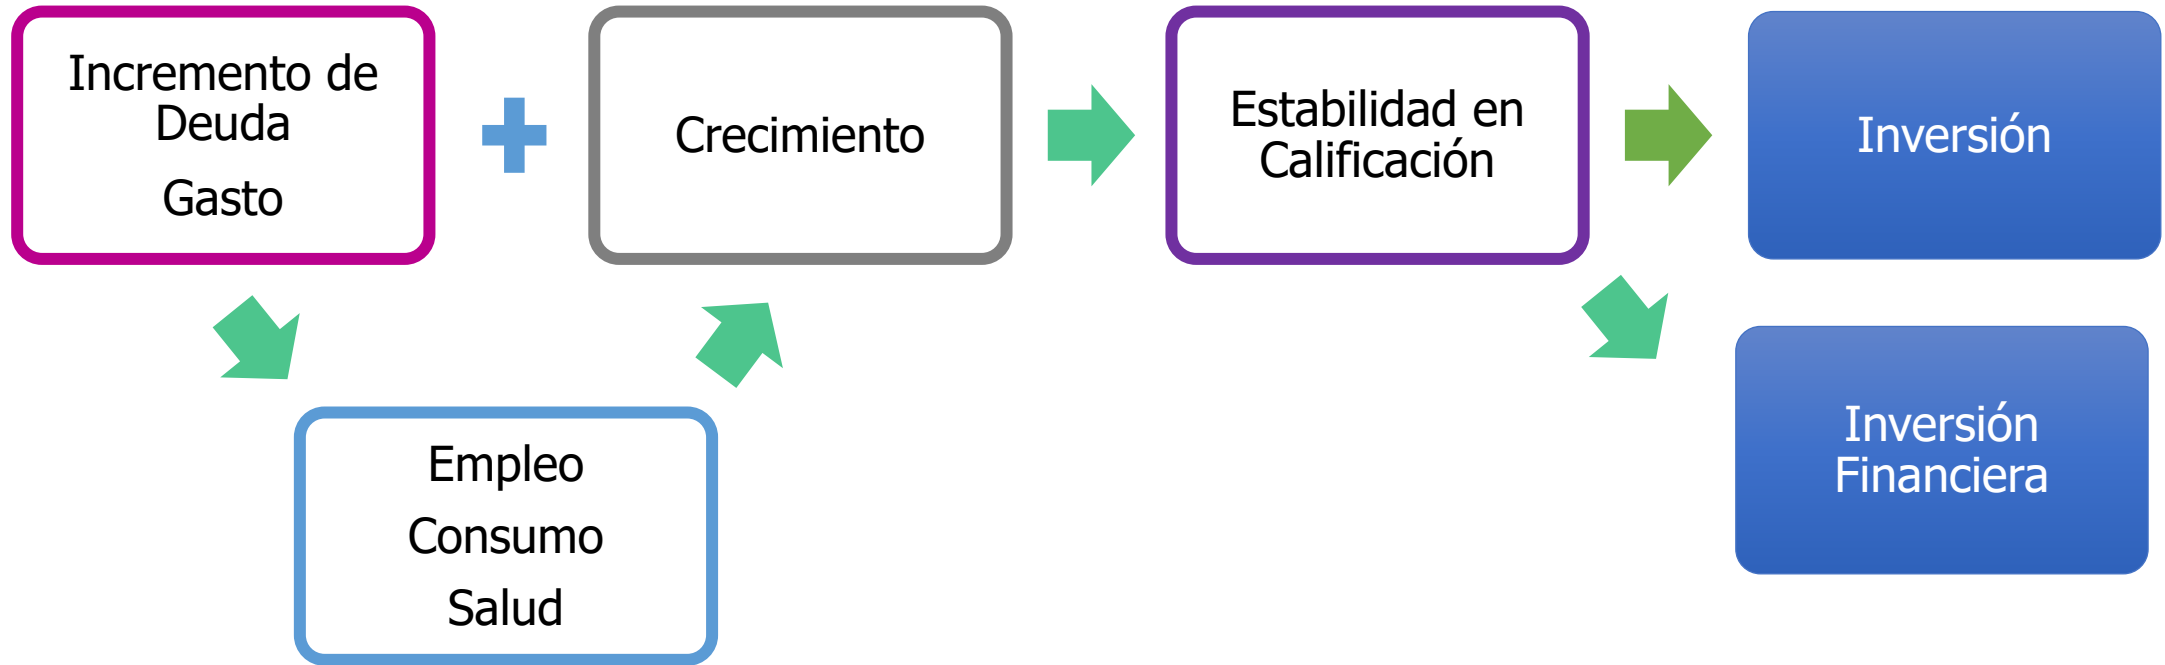 Incremento de
Deuda
Gasto
Crecimiento
Estabilidad en
Calificación
Inversión
Empleo
Consumo
Salud
Inversión
Financiera